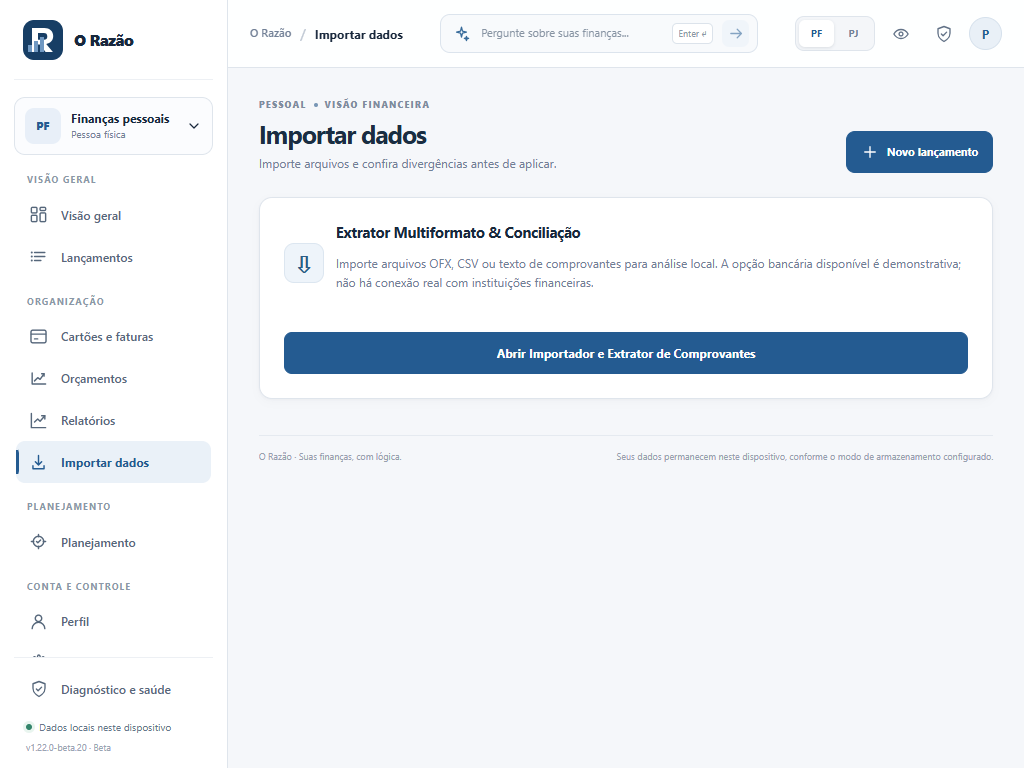 O Razão
PF
Finanças pessoais
Pessoa física
VISÃO GERAL
Visão geral
Lançamentos
ORGANIZAÇÃO
Cartões e faturas
Orçamentos
Relatórios
Importar dados
PLANEJAMENTO
Planejamento
CONTA E CONTROLE
Perfil
Diagnóstico e saúde
Dados locais neste dispositivo
v1.22.0-beta.20 · Beta
O Razão / Importar dados
Pergunte sobre suas finanças...
Enter ↵
PF
PJ
P
PESSOAL • VISÃO FINANCEIRA
Importar dados
Importe arquivos e confira divergências antes de aplicar.
Novo lançamento
Extrator Multiformato & Conciliação
Importe arquivos OFX, CSV ou texto de comprovantes para análise local. A opção bancária disponível é demonstrativa;
não há conexão real com instituições financeiras.
Abrir Importador e Extrator de Comprovantes
O Razão · Suas finanças, com lógica.
Seus dados permanecem neste dispositivo, conforme o modo de armazenamento configurado.